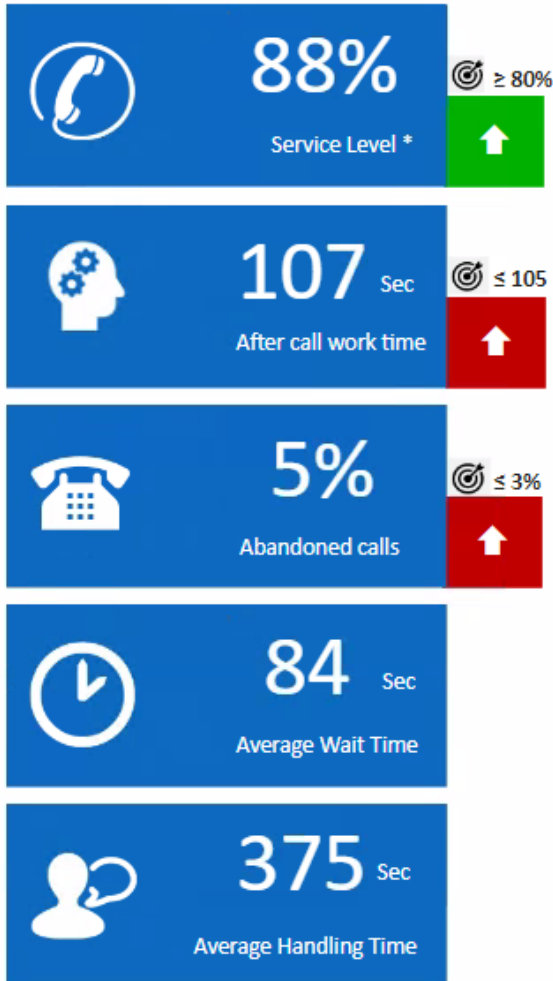 88%
≥ 80%
Service Level *
107 Sec
≤ 105
After call work time
5%
≤ 3%
Abandoned calls
84 Sec
Average Wait Time
375 Sec
Average Handling Time